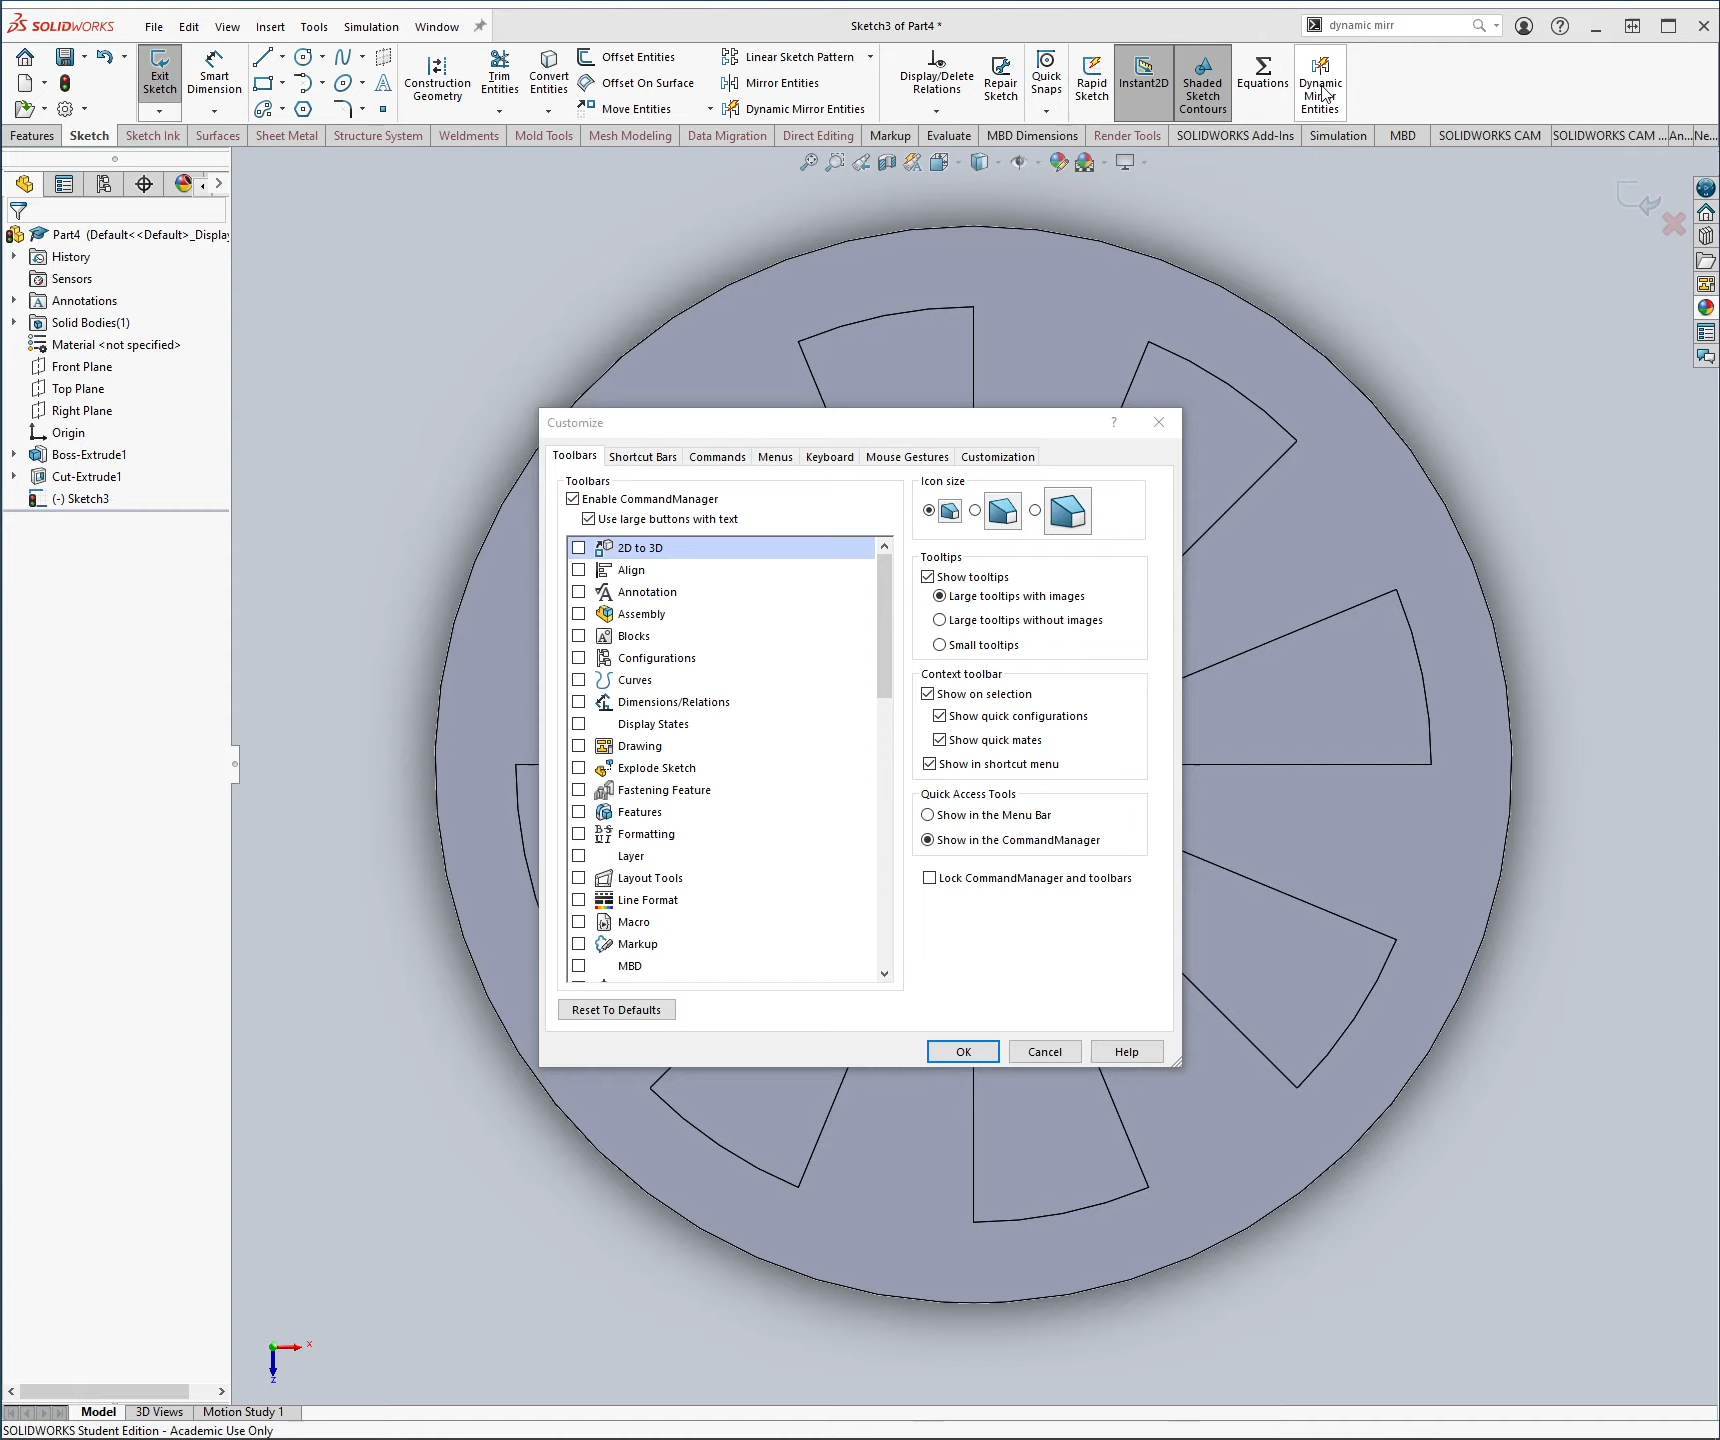 SOLIDWORKS File Edit View Insert Tools Simulation Window Sketch3 of Part4 * dynamic mirr
Exit Sketch
Smart Dimension
Construction Geometry
Trim Entities
Convert Entities
Offset Entities
Offset On Surface
Move Entities
Linear Sketch Pattern
Mirror Entities
Dynamic Mirror Entities
Display/Delete Relations
Repair Sketch
Quick Snaps
Rapid Sketch
Instant2D
Shaded Sketch Contours
Equations
Dynamic Mirror Entities
Features Sketch Sketch Ink Surfaces Sheet Metal Structure System Weldments Mold Tools Mesh Modeling Data Migration Direct Editing Markup Evaluate MBD Dimensions Render Tools SOLIDWORKS Add-Ins Simulation MBD SOLIDWORKS CAM SOLIDWORKS CAM ... An... Ne...
Part4 (Default<<Default>_Display
History
Sensors
Annotations
Solid Bodies(1)
Material <not specified>
Front Plane
Top Plane
Right Plane
Origin
Boss-Extrude1
Cut-Extrude1
(-) Sketch3
Customize ?
Toolbars Shortcut Bars Commands Menus Keyboard Mouse Gestures Customization
Toolbars
Enable CommandManager
Use large buttons with text
2D to 3D
Align
Annotation
Assembly
Blocks
Configurations
Curves
Dimensions/Relations
Display States
Drawing
Explode Sketch
Fastening Feature
Features
Formatting
Layer
Layout Tools
Line Format
Macro
Markup
MBD
Reset To Defaults
Icon size
Tooltips
Show tooltips
Large tooltips with images
Large tooltips without images
Small tooltips
Context toolbar
Show on selection
Show quick configurations
Show quick mates
Show in shortcut menu
Quick Access Tools
Show in the Menu Bar
Show in the CommandManager
Lock CommandManager and toolbars
OK Cancel Help
x
z
Model 3D Views Motion Study 1
SOLIDWORKS Student Edition - Academic Use Only